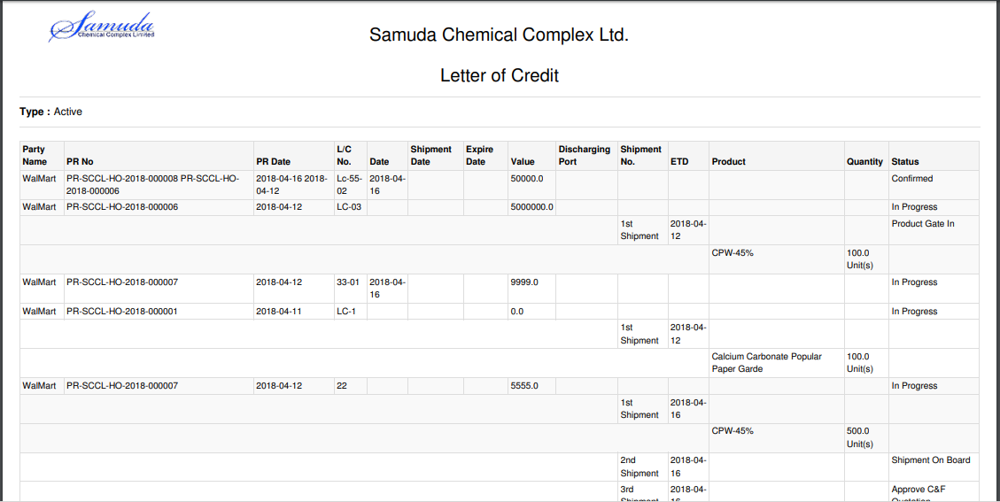 Samuda
Chemical Complex Limited
Samuda Chemical Complex Ltd.
Letter of Credit
Type : Active
Party Name PR No PR Date L/C No. Date Shipment Date Expire Date Value Discharging Port Shipment No. ETD Product Quantity Status
WalMart PR-SCCL-HO-2018-000008 PR-SCCL-HO-2018-000006 2018-04-16 2018-04-12 Lc-55-02 2018-04-16 50000.0 Confirmed
WalMart PR-SCCL-HO-2018-000006 2018-04-12 LC-03 5000000.0 In Progress
1st Shipment 2018-04-12 Product Gate In
CPW-45% 100.0 Unit(s)
WalMart PR-SCCL-HO-2018-000007 2018-04-12 33-01 2018-04-16 9999.0 In Progress
WalMart PR-SCCL-HO-2018-000001 2018-04-11 LC-1 0.0 In Progress
1st Shipment 2018-04-12
Calcium Carbonate Popular Paper Garde 100.0 Unit(s)
WalMart PR-SCCL-HO-2018-000007 2018-04-12 22 5555.0 In Progress
1st Shipment 2018-04-16
CPW-45% 500.0 Unit(s)
2nd Shipment 2018-04-16 Shipment On Board
3rd Shipment 2018-04-16 Approve C&F Quotation